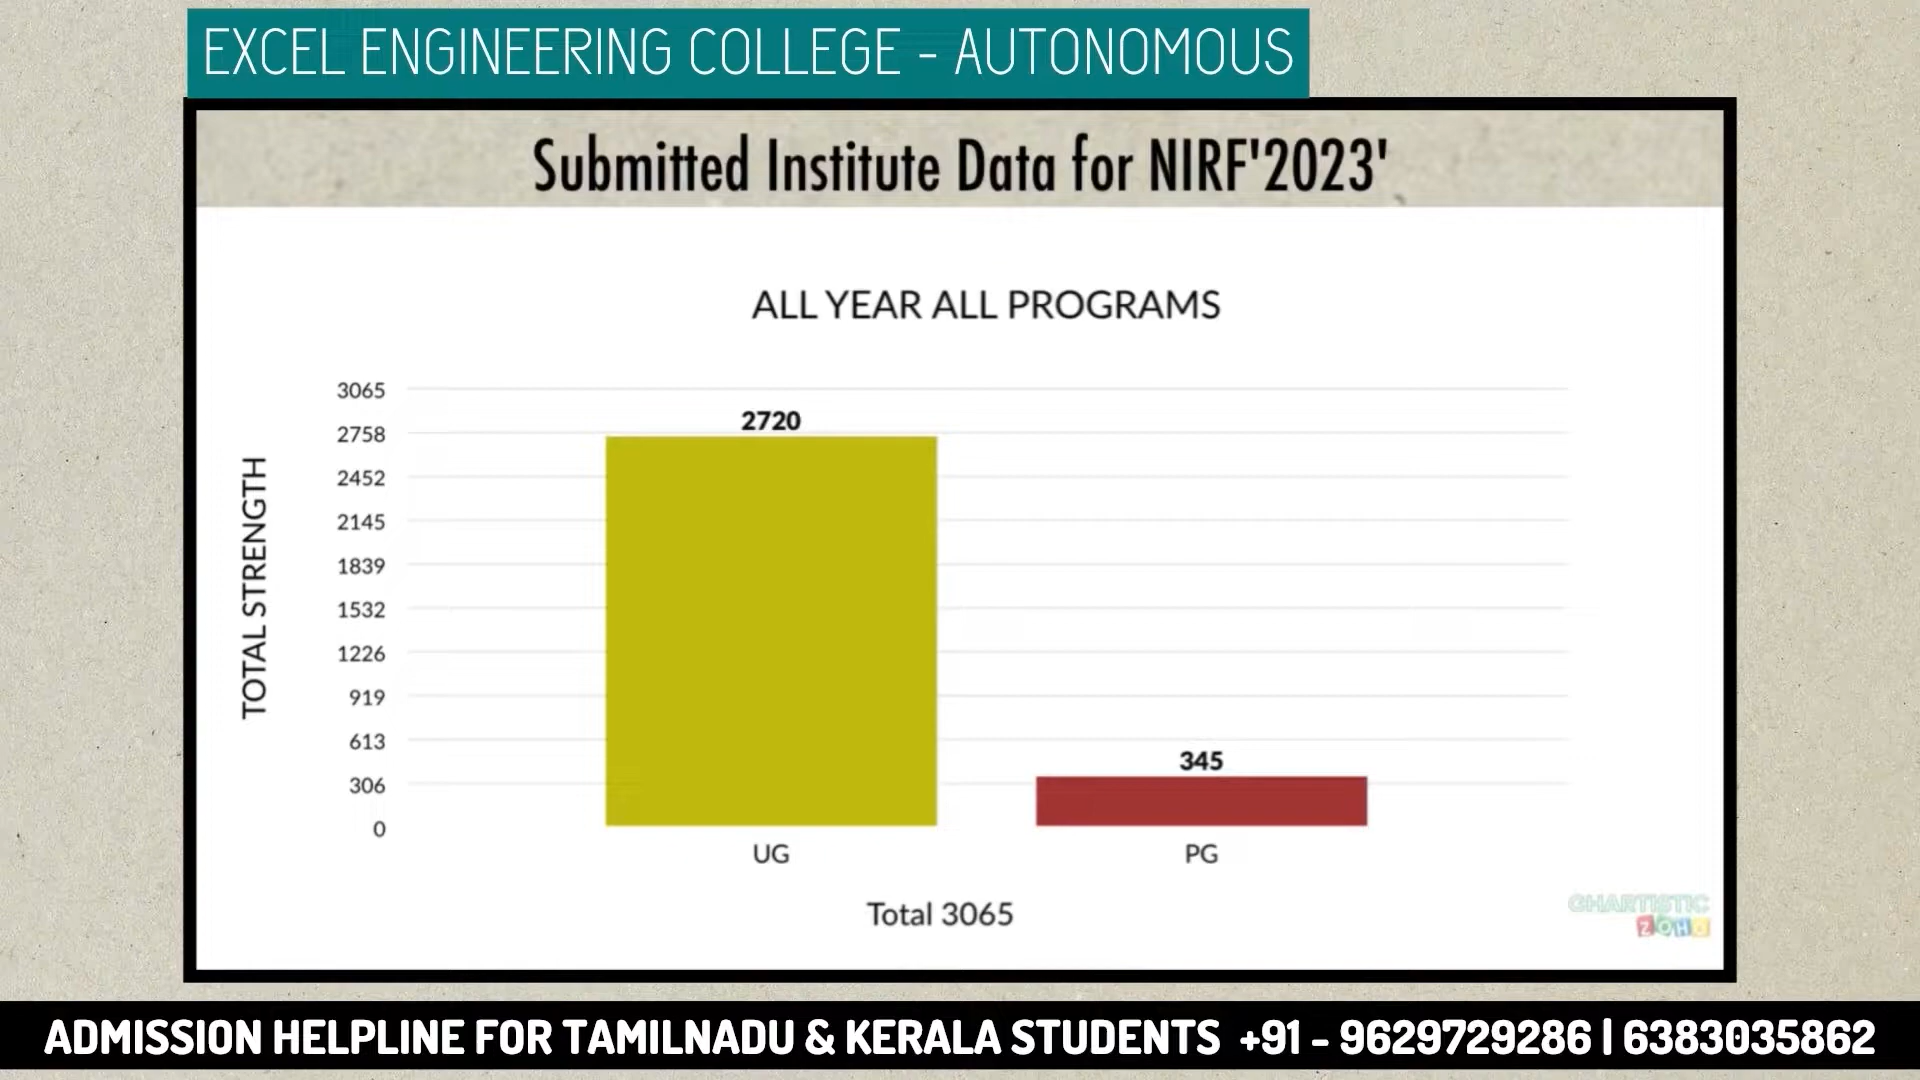 EXCEL ENGINEERING COLLEGE - AUTONOMOUS
Submitted Institute Data for NIRF'2023'
ALL YEAR ALL PROGRAMS
TOTAL STRENGTH
3065
2758
2452
2145
1839
1532
1226
919
613
306
0
2720
345
UG PG
Total 3065
CHARTISTIC
ZOHO
ADMISSION HELPLINE FOR TAMILNADU & KERALA STUDENTS +91 - 9629729286 | 6383035862